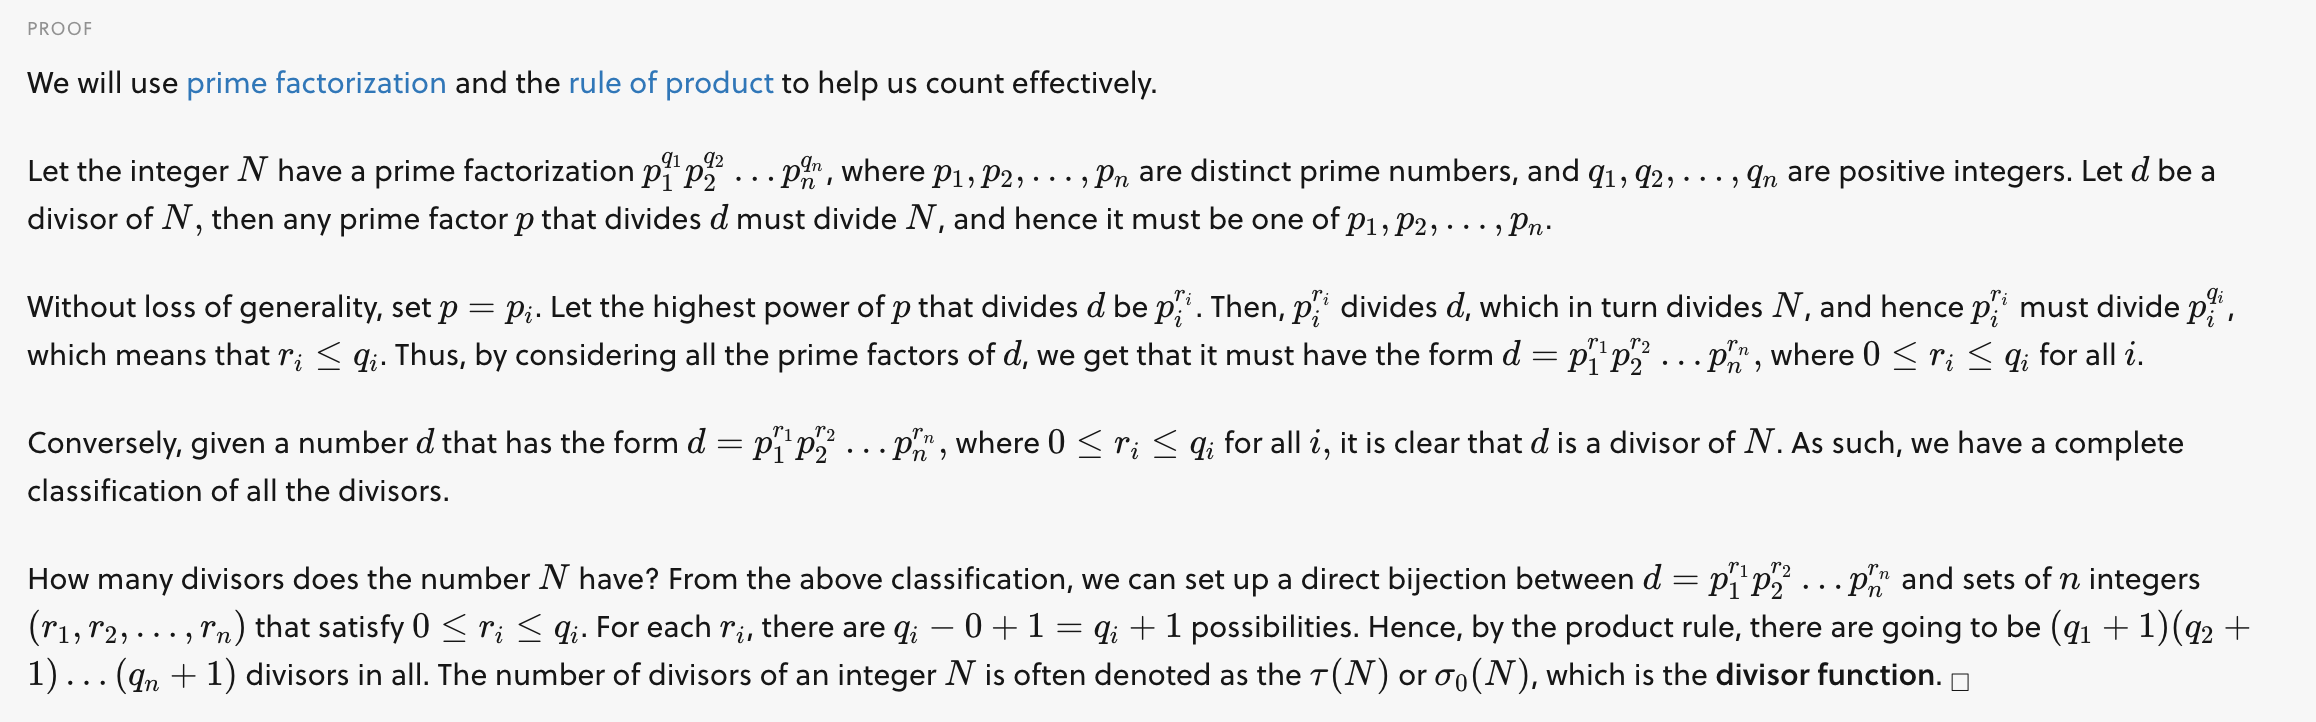 PROOF
We will use prime factorization and the rule of product to help us count effectively.
Let the integer $N$ have a prime factorization $p_1^{q_1} p_2^{q_2} \ldots p_n^{q_n}$, where $p_1, p_2, \ldots, p_n$ are distinct prime numbers, and $q_1, q_2, \ldots, q_n$ are positive integers. Let $d$ be a
divisor of $N$, then any prime factor $p$ that divides $d$ must divide $N$, and hence it must be one of $p_1, p_2, \ldots, p_n$.
Without loss of generality, set $p = p_i$. Let the highest power of $p$ that divides $d$ be $p_i^{r_i}$. Then, $p_i^{r_i}$ divides $d$, which in turn divides $N$, and hence $p_i^{r_i}$ must divide $p_i^{q_i}$,
which means that $r_i \leq q_i$. Thus, by considering all the prime factors of $d$, we get that it must have the form $d = p_1^{r_1} p_2^{r_2} \ldots p_n^{r_n}$, where $0 \leq r_i \leq q_i$ for all $i$.
Conversely, given a number $d$ that has the form $d = p_1^{r_1} p_2^{r_2} \ldots p_n^{r_n}$, where $0 \leq r_i \leq q_i$ for all $i$, it is clear that $d$ is a divisor of $N$. As such, we have a complete
classification of all the divisors.
How many divisors does the number $N$ have? From the above classification, we can set up a direct bijection between $d = p_1^{r_1} p_2^{r_2} \ldots p_n^{r_n}$ and sets of $n$ integers
$(r_1, r_2, \ldots, r_n)$ that satisfy $0 \leq r_i \leq q_i$. For each $r_i$, there are $q_i - 0 + 1 = q_i + 1$ possibilities. Hence, by the product rule, there are going to be $(q_1 + 1)(q_2 +$
$1) \ldots (q_n + 1)$ divisors in all. The number of divisors of an integer $N$ is often denoted as the $\tau(N)$ or $\sigma_0(N)$, which is the divisor function. □